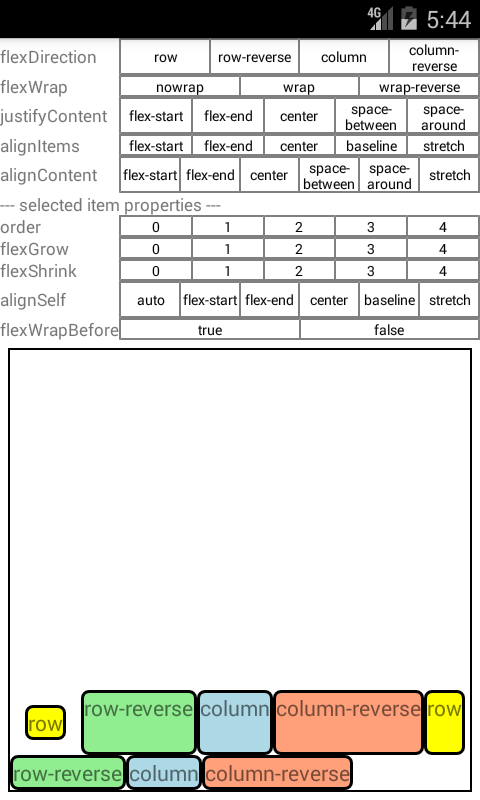 4G 5:44
flexDirection row row-reverse column column-reverse
flexWrap nowrap wrap wrap-reverse
justifyContent flex-start flex-end center space-between space-around
alignItems flex-start flex-end center baseline stretch
alignContent flex-start flex-end center space-between space-around stretch
--- selected item properties ---
order 0 1 2 3 4
flexGrow 0 1 2 3 4
flexShrink 0 1 2 3 4
alignSelf auto flex-start flex-end center baseline stretch
flexWrapBefore true false
row row-reverse column column-reverse row
row-reverse column column-reverse